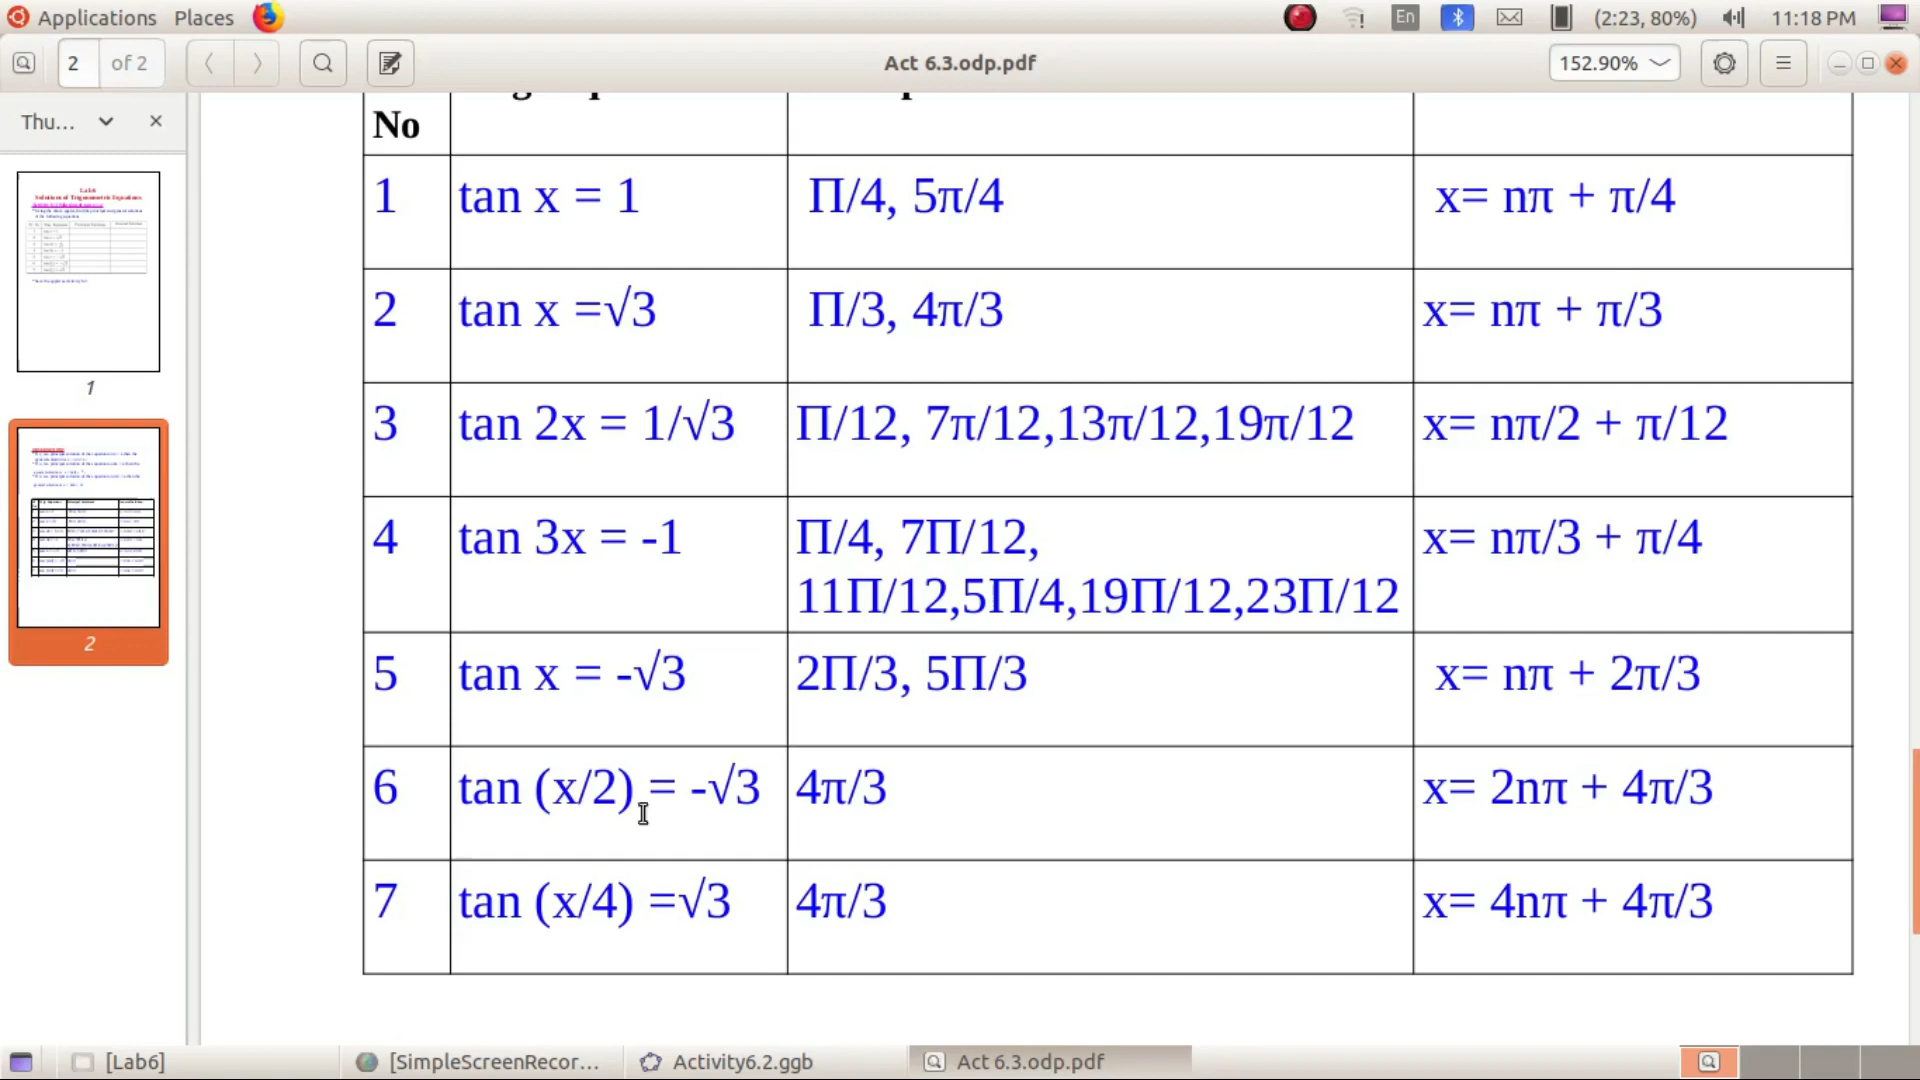 Applications Places En (2:23, 80%) 11:18 PM
2 of 2 Act 6.3.odp.pdf 152.90%
Thu...
1
2
No
1 tan x = 1 Π/4, 5π/4 x= nπ + π/4
2 tan x =√3 Π/3, 4π/3 x= nπ + π/3
3 tan 2x = 1/√3 Π/12, 7π/12,13π/12,19π/12 x= nπ/2 + π/12
4 tan 3x = -1 Π/4, 7Π/12, x= nπ/3 + π/4
11Π/12,5Π/4,19Π/12,23Π/12
5 tan x = -√3 2Π/3, 5Π/3 x= nπ + 2π/3
6 tan (x/2) = -√3 4π/3 x= 2nπ + 4π/3
7 tan (x/4) =√3 4π/3 x= 4nπ + 4π/3
[Lab6] [SimpleScreenRecor... Activity6.2.ggb Act 6.3.odp.pdf